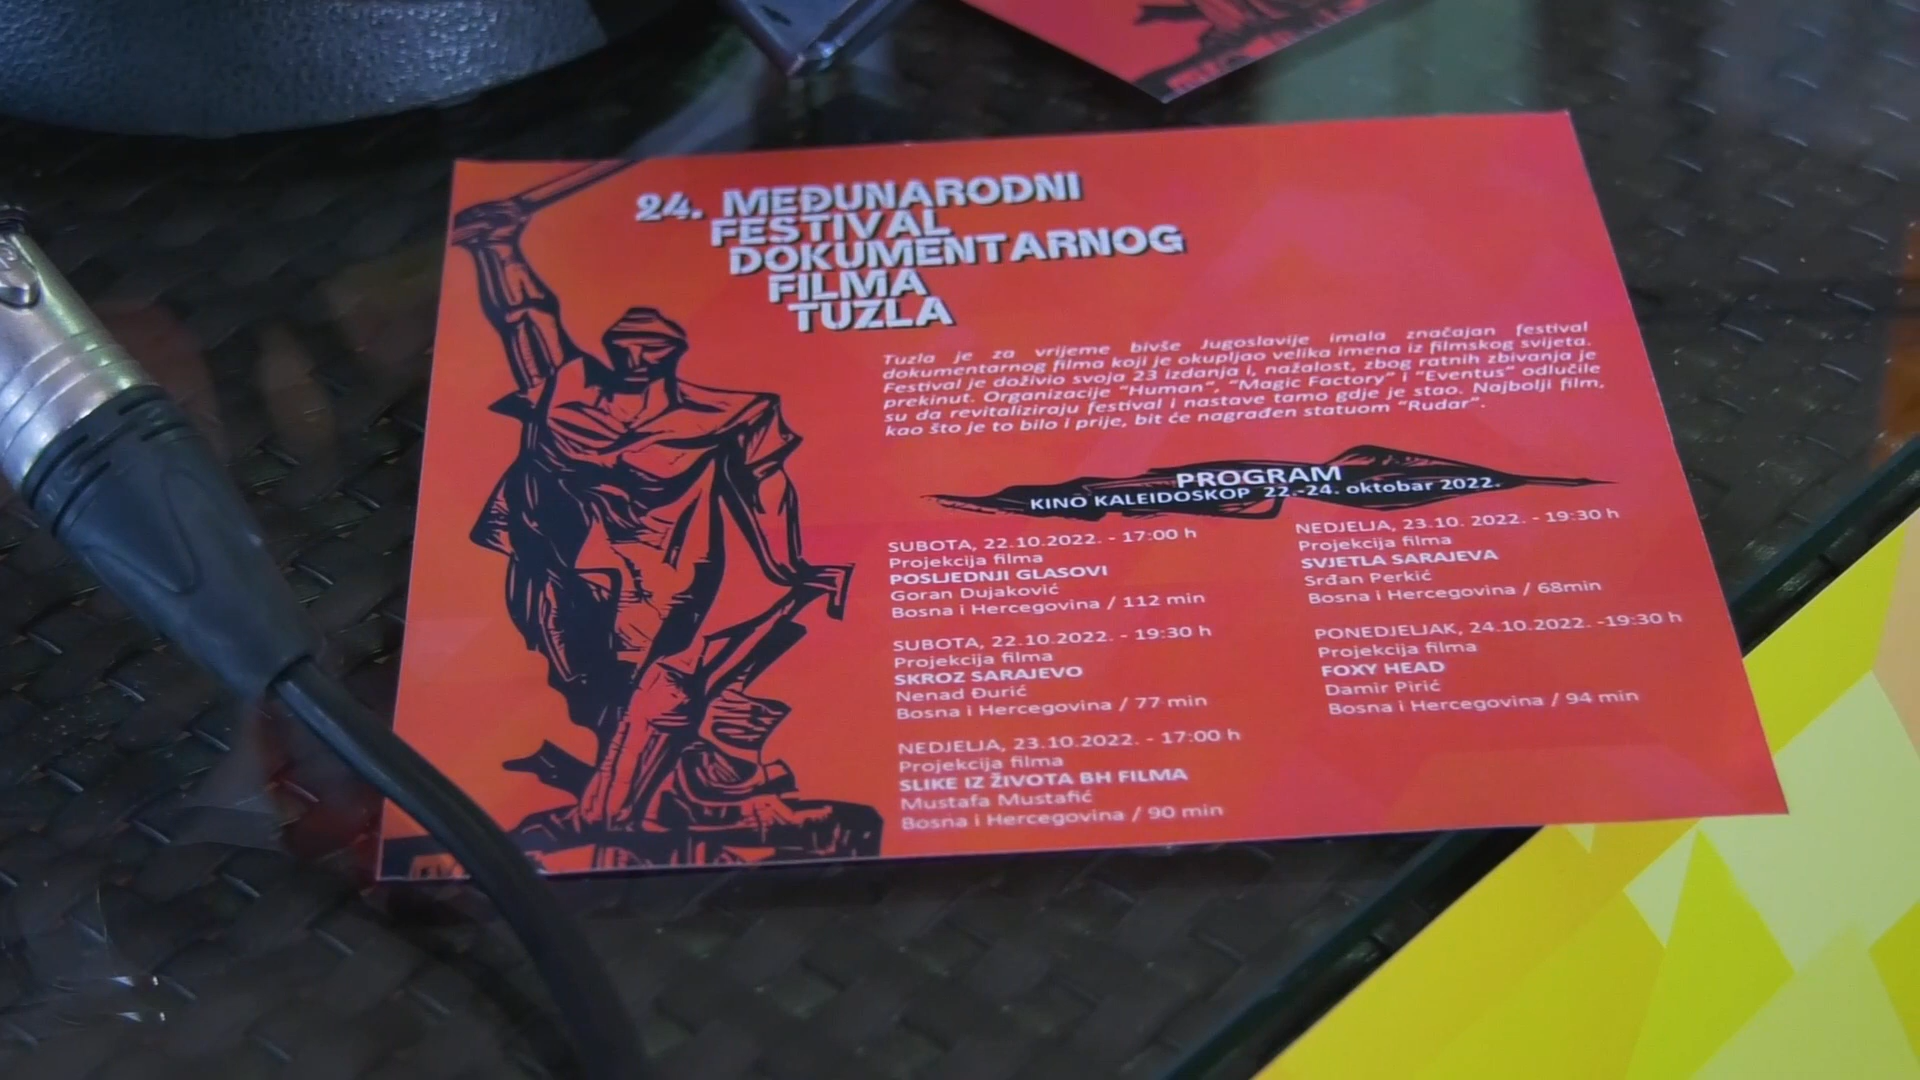 24. MEĐUNARODNI
FESTIVAL
DOKUMENTARNOG
FILMA
TUZLA
Tuzla je za vrijeme bivše Jugoslavije imala značajan festival
dokumentarnog filma koji je okupljao velika imena iz filmskog svijeta.
Festival je doživio svoja 23 izdanja i, nažalost, zbog ratnih zbivanja je
prekinut. Organizacije "Human", "Magic Factory" i "Eventus" odlučile
su da revitaliziraju festival i nastave tamo gdje je stao. Najbolji film,
kao što je to bilo i prije, bit će nagrađen statuom "Rudar".
PROGRAM
KINO KALEIDOSKOP 22.-24. oktobar 2022.
SUBOTA, 22.10.2022. - 17:00 h
Projekcija filma
POSLJEDNJI GLASOVI
Goran Dujaković
Bosna i Hercegovina / 112 min
SUBOTA, 22.10.2022. - 19:30 h
Projekcija filma
SKROZ SARAJEVO
Nenad Đurić
Bosna i Hercegovina / 77 min
NEDJELJA, 23.10.2022. - 17:00 h
Projekcija filma
SLIKE IZ ŽIVOTA BH FILMA
Mustafa Mustafić
Bosna i Hercegovina / 90 min
NEDJELJA, 23.10. 2022. - 19:30 h
Projekcija filma
SVJETLA SARAJEVA
Srđan Perkić
Bosna i Hercegovina / 68min
PONEDJELJAK, 24.10.2022. -19:30 h
Projekcija filma
FOXY HEAD
Damir Pirić
Bosna i Hercegovina / 94 min